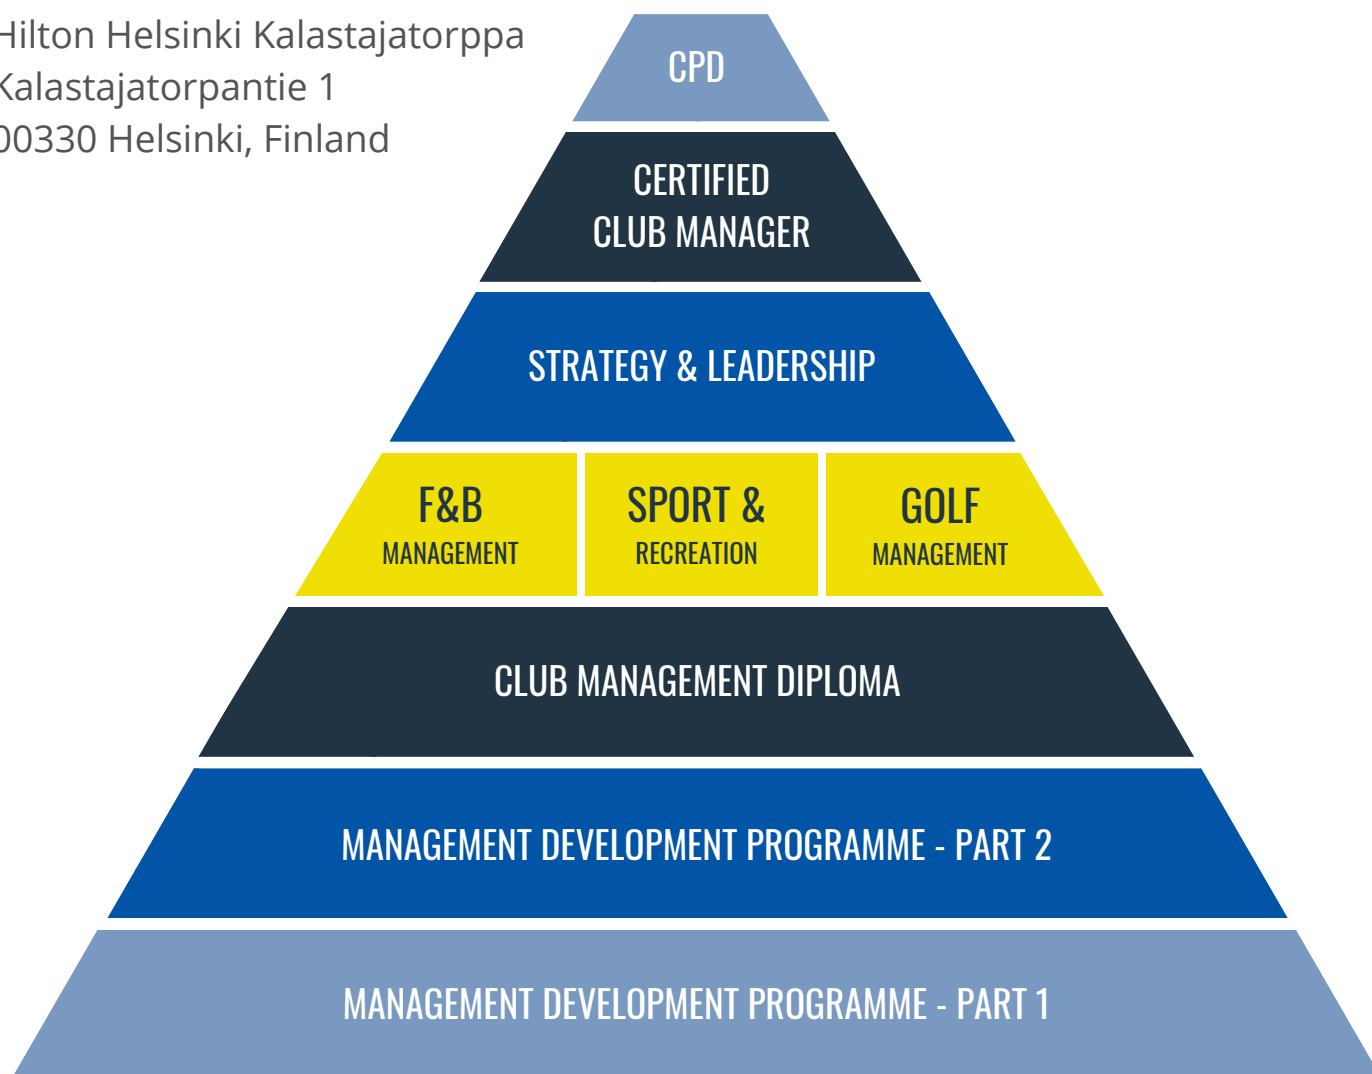 Hilton Helsinki Kalastajatorppa
Kalastajatorpantie 1
00330 Helsinki, Finland
CPD
CERTIFIED
CLUB MANAGER
STRATEGY & LEADERSHIP
F&B
MANAGEMENT
SPORT &
RECREATION
GOLF
MANAGEMENT
CLUB MANAGEMENT DIPLOMA
MANAGEMENT DEVELOPMENT PROGRAMME - PART 2
MANAGEMENT DEVELOPMENT PROGRAMME - PART 1